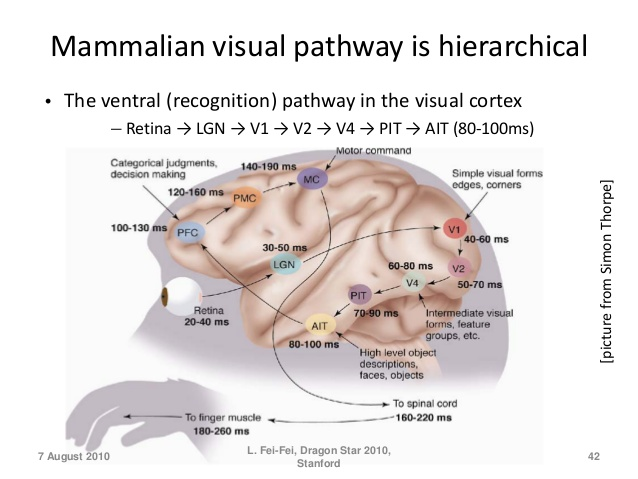 Mammalian visual pathway is hierarchical
• The ventral (recognition) pathway in the visual cortex
– Retina → LGN → V1 → V2 → V4 → PIT → AIT (80-100ms)
Motor command
Categorical judgments,
decision making
140-190 ms
MC
Simple visual forms
edges, corners
120-160 ms
PMC
100-130 ms
PFC
V1
40-60 ms
30-50 ms
LGN
60-80 ms
V2
V4
50-70 ms
PIT
70-90 ms
Retina
20-40 ms
Intermediate visual
forms, feature
groups, etc.
AIT
80-100 ms
High level object
descriptions,
faces, objects
To spinal cord
160-220 ms
To finger muscle
180-260 ms
[picture from Simon Thorpe]
7 August 2010
L. Fei-Fei, Dragon Star 2010,
Stanford
42